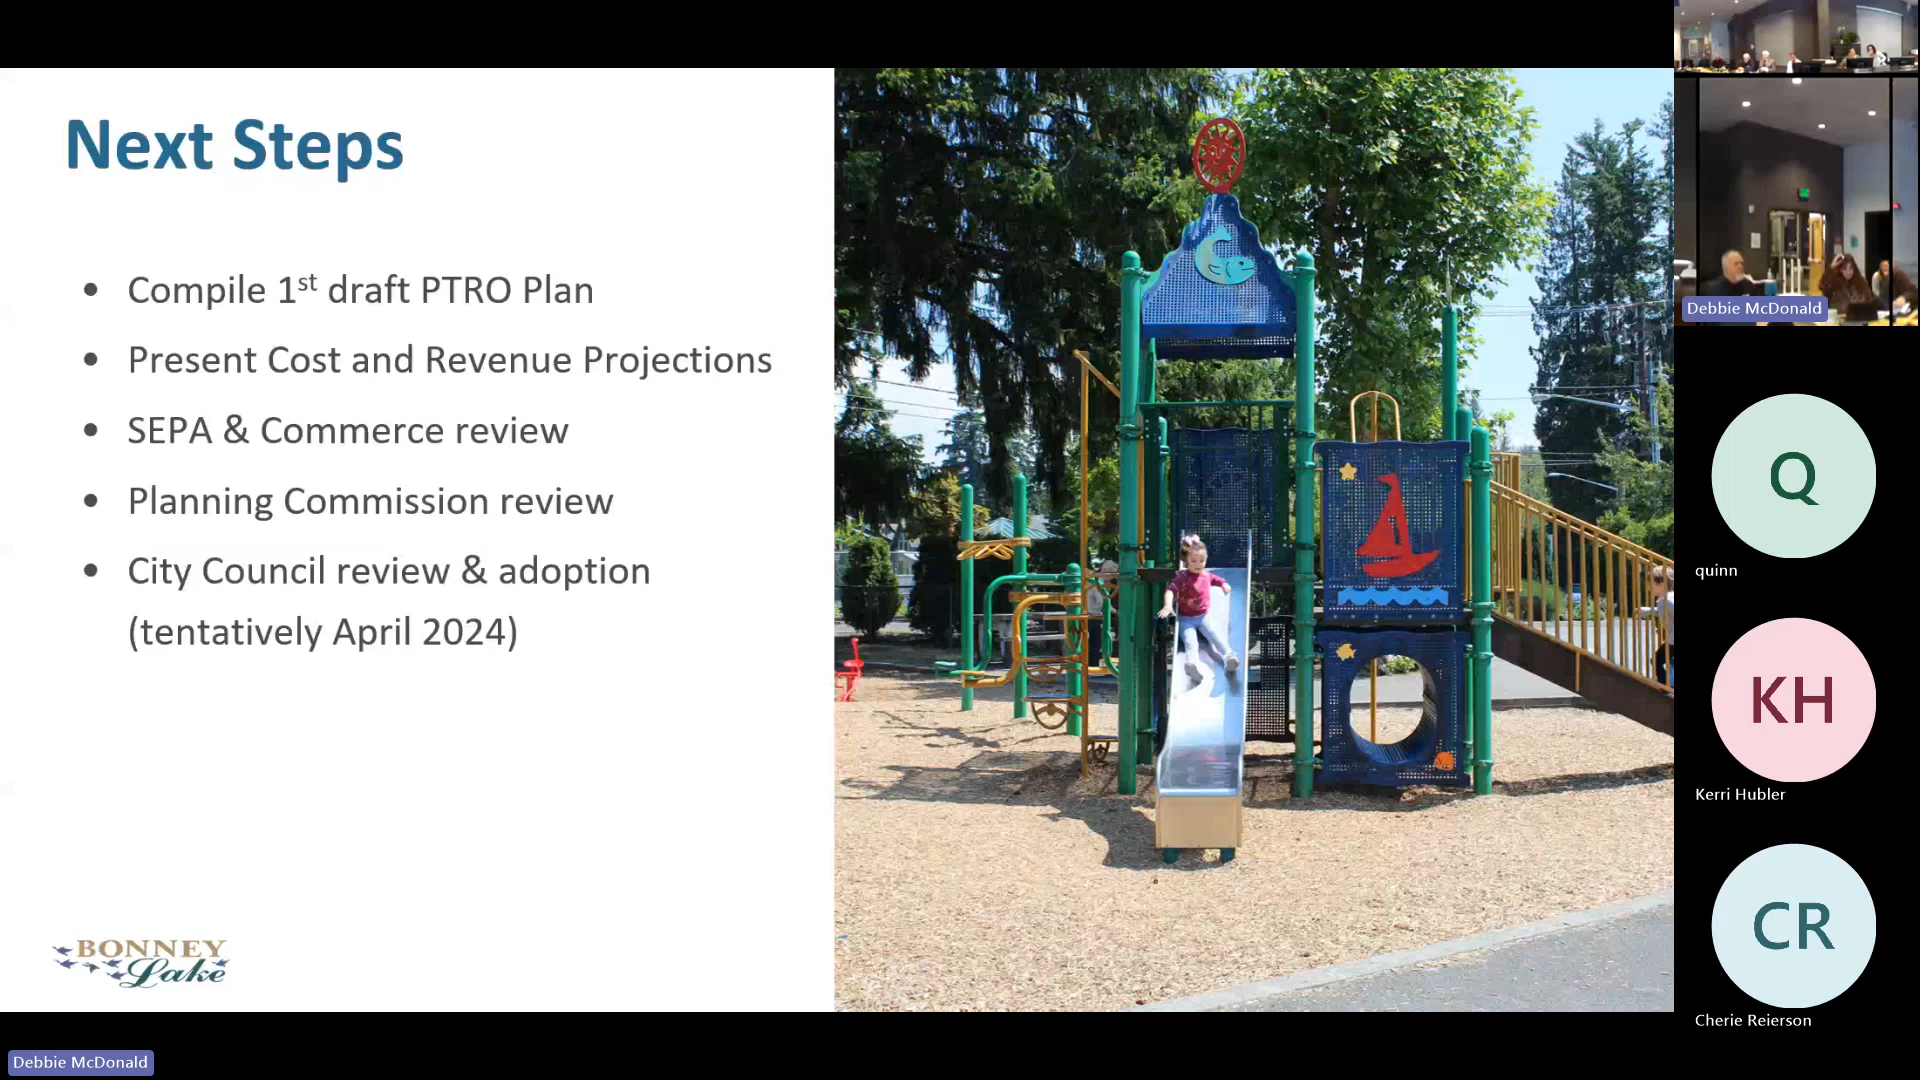 Next Steps
• Compile 1st draft PTRO Plan
• Present Cost and Revenue Projections
• SEPA & Commerce review
• Planning Commission review
• City Council review & adoption
(tentatively April 2024)
BONNEY
Lake
Debbie McDonald
Debbie McDonald
Q
quinn
KH
Kerri Hubler
CR
Cherie Reierson